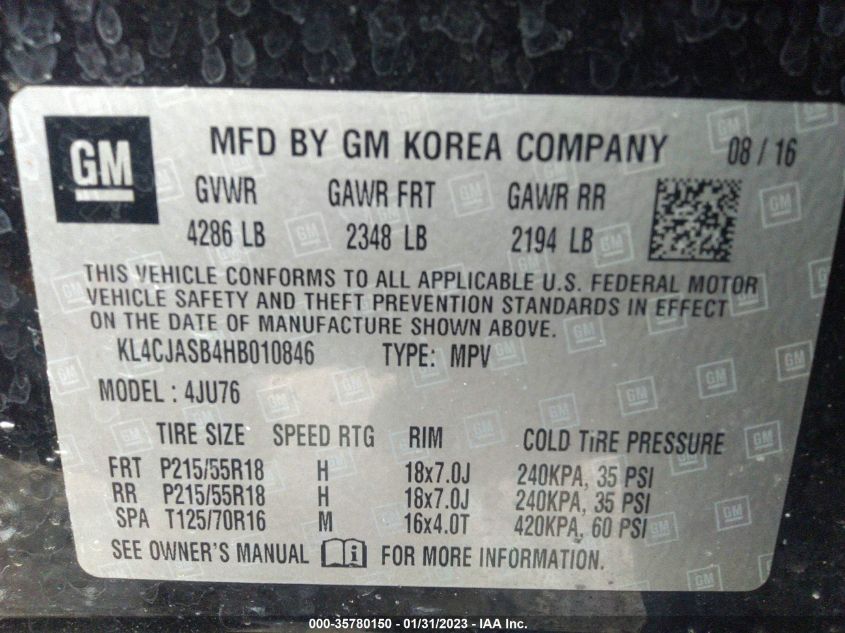 GM
MFD BY GM KOREA COMPANY 08 / 16
GVWR GAWR FRT GAWR RR
4286 LB 2348 LB 2194 LB
THIS VEHICLE CONFORMS TO ALL APPLICABLE U.S. FEDERAL MOTOR
VEHICLE SAFETY AND THEFT PREVENTION STANDARDS IN EFFECT
ON THE DATE OF MANUFACTURE SHOWN ABOVE.
KL4CJASB4HB010846 TYPE: MPV
MODEL : 4JU76
TIRE SIZE SPEED RTG RIM COLD TIRE PRESSURE
FRT P215/55R18 H 18x7.0J 240KPA, 35 PSI
RR P215/55R18 H 18x7.0J 240KPA, 35 PSI
SPA T125/70R16 M 16x4.0T 420KPA, 60 PSI
SEE OWNER'S MANUAL FOR MORE INFORMATION.
000-35780150 - 01/31/2023 - IAA Inc.